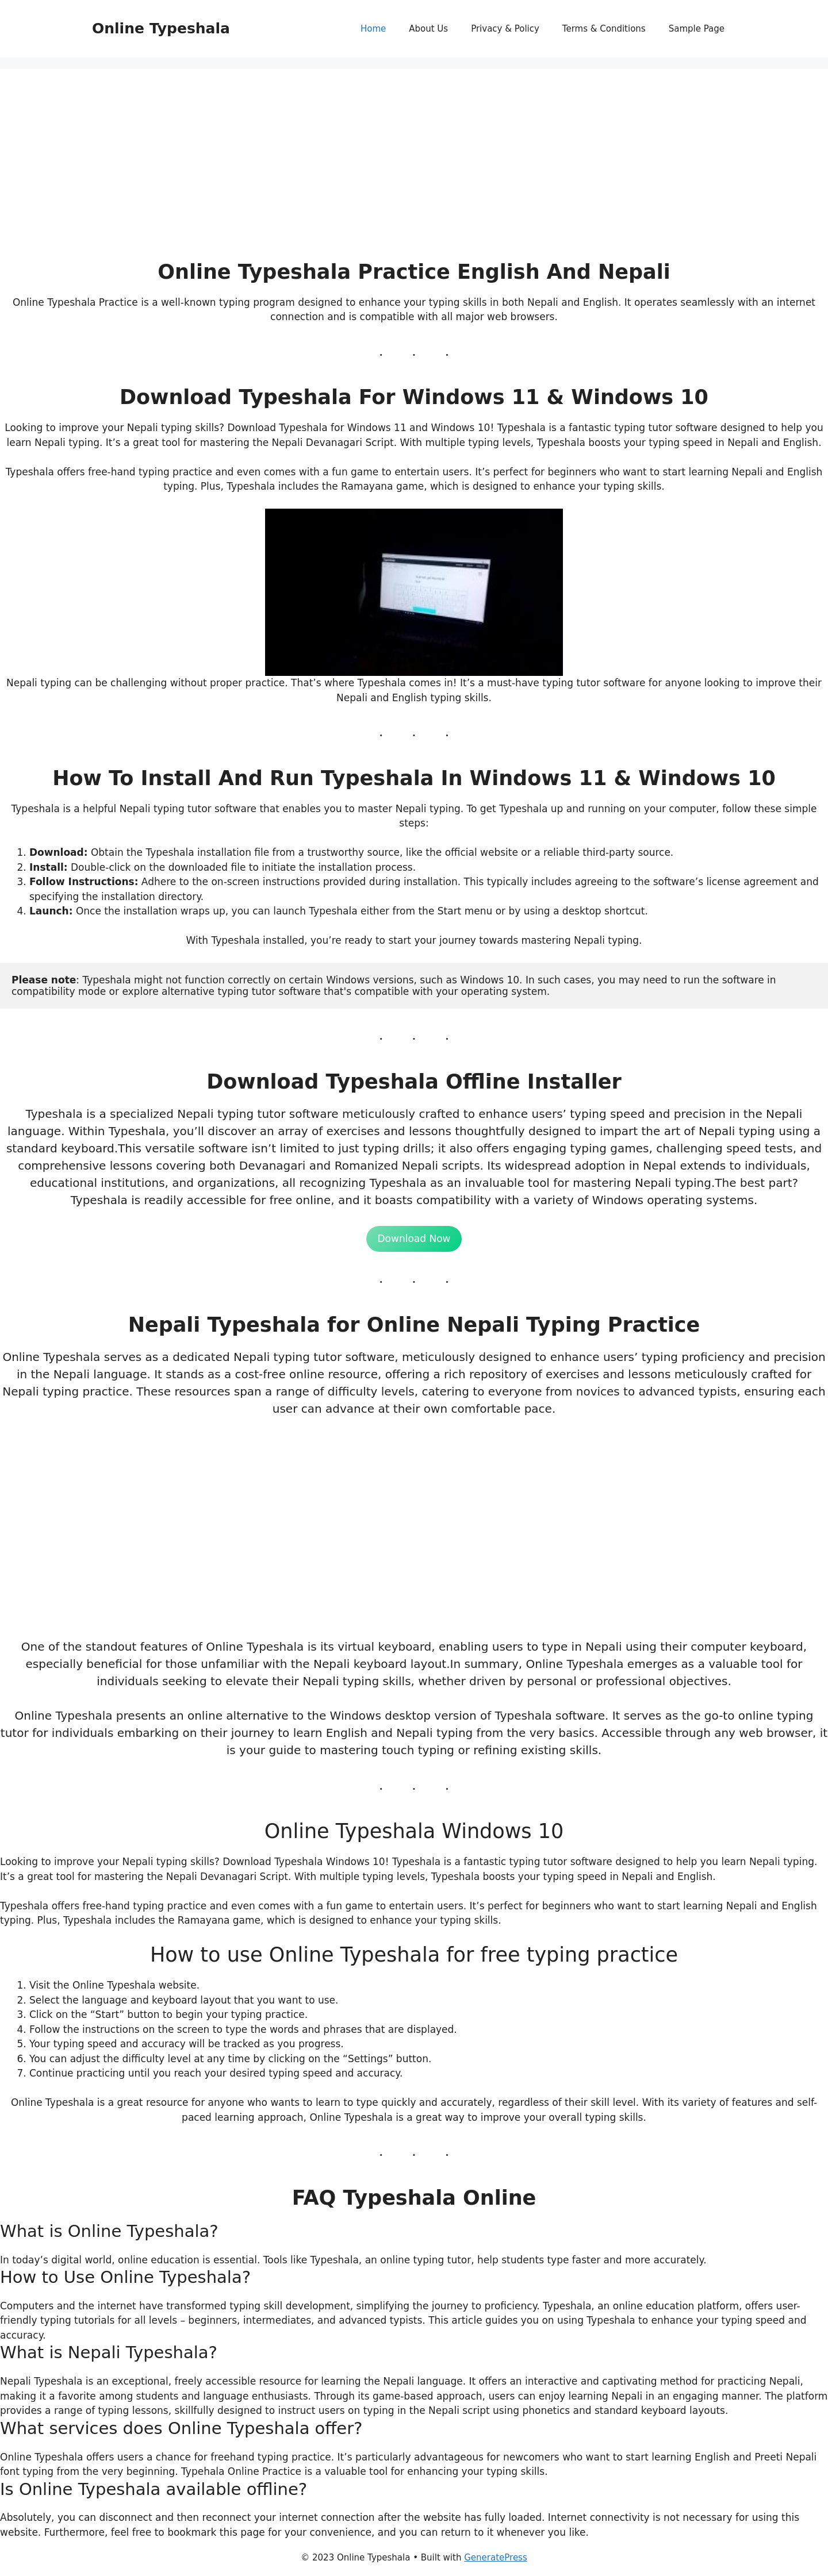 Online Typeshala
Home
About Us
Privacy & Policy
Terms & Conditions
Sample Page
Online Typeshala Practice English And Nepali
Online Typeshala Practice is a well-known typing program designed to enhance your typing skills in both Nepali and English. It operates seamlessly with an internet
connection and is compatible with all major web browsers.
. . .
Download Typeshala For Windows 11 & Windows 10
Looking to improve your Nepali typing skills? Download Typeshala for Windows 11 and Windows 10! Typeshala is a fantastic typing tutor software designed to help you
learn Nepali typing. It’s a great tool for mastering the Nepali Devanagari Script. With multiple typing levels, Typeshala boosts your typing speed in Nepali and English.
Typeshala offers free-hand typing practice and even comes with a fun game to entertain users. It’s perfect for beginners who want to start learning Nepali and English
typing. Plus, Typeshala includes the Ramayana game, which is designed to enhance your typing skills.
Nepali typing can be challenging without proper practice. That’s where Typeshala comes in! It’s a must-have typing tutor software for anyone looking to improve their
Nepali and English typing skills.
. . .
How To Install And Run Typeshala In Windows 11 & Windows 10
Typeshala is a helpful Nepali typing tutor software that enables you to master Nepali typing. To get Typeshala up and running on your computer, follow these simple
steps:
1. Download: Obtain the Typeshala installation file from a trustworthy source, like the official website or a reliable third-party source.
2. Install: Double-click on the downloaded file to initiate the installation process.
3. Follow Instructions: Adhere to the on-screen instructions provided during installation. This typically includes agreeing to the software’s license agreement and
specifying the installation directory.
4. Launch: Once the installation wraps up, you can launch Typeshala either from the Start menu or by using a desktop shortcut.
With Typeshala installed, you’re ready to start your journey towards mastering Nepali typing.
Please note: Typeshala might not function correctly on certain Windows versions, such as Windows 10. In such cases, you may need to run the software in
compatibility mode or explore alternative typing tutor software that's compatible with your operating system.
. . .
Download Typeshala Offline Installer
Typeshala is a specialized Nepali typing tutor software meticulously crafted to enhance users’ typing speed and precision in the Nepali
language. Within Typeshala, you’ll discover an array of exercises and lessons thoughtfully designed to impart the art of Nepali typing using a
standard keyboard.This versatile software isn’t limited to just typing drills; it also offers engaging typing games, challenging speed tests, and
comprehensive lessons covering both Devanagari and Romanized Nepali scripts. Its widespread adoption in Nepal extends to individuals,
educational institutions, and organizations, all recognizing Typeshala as an invaluable tool for mastering Nepali typing.The best part?
Typeshala is readily accessible for free online, and it boasts compatibility with a variety of Windows operating systems.
Download Now
. . .
Nepali Typeshala for Online Nepali Typing Practice
Online Typeshala serves as a dedicated Nepali typing tutor software, meticulously designed to enhance users’ typing proficiency and precision
in the Nepali language. It stands as a cost-free online resource, offering a rich repository of exercises and lessons meticulously crafted for
Nepali typing practice. These resources span a range of difficulty levels, catering to everyone from novices to advanced typists, ensuring each
user can advance at their own comfortable pace.
One of the standout features of Online Typeshala is its virtual keyboard, enabling users to type in Nepali using their computer keyboard,
especially beneficial for those unfamiliar with the Nepali keyboard layout.In summary, Online Typeshala emerges as a valuable tool for
individuals seeking to elevate their Nepali typing skills, whether driven by personal or professional objectives.
Online Typeshala presents an online alternative to the Windows desktop version of Typeshala software. It serves as the go-to online typing
tutor for individuals embarking on their journey to learn English and Nepali typing from the very basics. Accessible through any web browser, it
is your guide to mastering touch typing or refining existing skills.
. . .
Online Typeshala Windows 10
Looking to improve your Nepali typing skills? Download Typeshala Windows 10! Typeshala is a fantastic typing tutor software designed to help you learn Nepali typing.
It’s a great tool for mastering the Nepali Devanagari Script. With multiple typing levels, Typeshala boosts your typing speed in Nepali and English.
Typeshala offers free-hand typing practice and even comes with a fun game to entertain users. It’s perfect for beginners who want to start learning Nepali and English
typing. Plus, Typeshala includes the Ramayana game, which is designed to enhance your typing skills.
How to use Online Typeshala for free typing practice
1. Visit the Online Typeshala website.
2. Select the language and keyboard layout that you want to use.
3. Click on the “Start” button to begin your typing practice.
4. Follow the instructions on the screen to type the words and phrases that are displayed.
5. Your typing speed and accuracy will be tracked as you progress.
6. You can adjust the difficulty level at any time by clicking on the “Settings” button.
7. Continue practicing until you reach your desired typing speed and accuracy.
Online Typeshala is a great resource for anyone who wants to learn to type quickly and accurately, regardless of their skill level. With its variety of features and self-
paced learning approach, Online Typeshala is a great way to improve your overall typing skills.
. . .
FAQ Typeshala Online
What is Online Typeshala?
In today’s digital world, online education is essential. Tools like Typeshala, an online typing tutor, help students type faster and more accurately.
How to Use Online Typeshala?
Computers and the internet have transformed typing skill development, simplifying the journey to proficiency. Typeshala, an online education platform, offers user-
friendly typing tutorials for all levels – beginners, intermediates, and advanced typists. This article guides you on using Typeshala to enhance your typing speed and
accuracy.
What is Nepali Typeshala?
Nepali Typeshala is an exceptional, freely accessible resource for learning the Nepali language. It offers an interactive and captivating method for practicing Nepali,
making it a favorite among students and language enthusiasts. Through its game-based approach, users can enjoy learning Nepali in an engaging manner. The platform
provides a range of typing lessons, skillfully designed to instruct users on typing in the Nepali script using phonetics and standard keyboard layouts.
What services does Online Typeshala offer?
Online Typeshala offers users a chance for freehand typing practice. It’s particularly advantageous for newcomers who want to start learning English and Preeti Nepali
font typing from the very beginning. Typehala Online Practice is a valuable tool for enhancing your typing skills.
Is Online Typeshala available offline?
Absolutely, you can disconnect and then reconnect your internet connection after the website has fully loaded. Internet connectivity is not necessary for using this
website. Furthermore, feel free to bookmark this page for your convenience, and you can return to it whenever you like.
© 2023 Online Typeshala • Built with GeneratePress